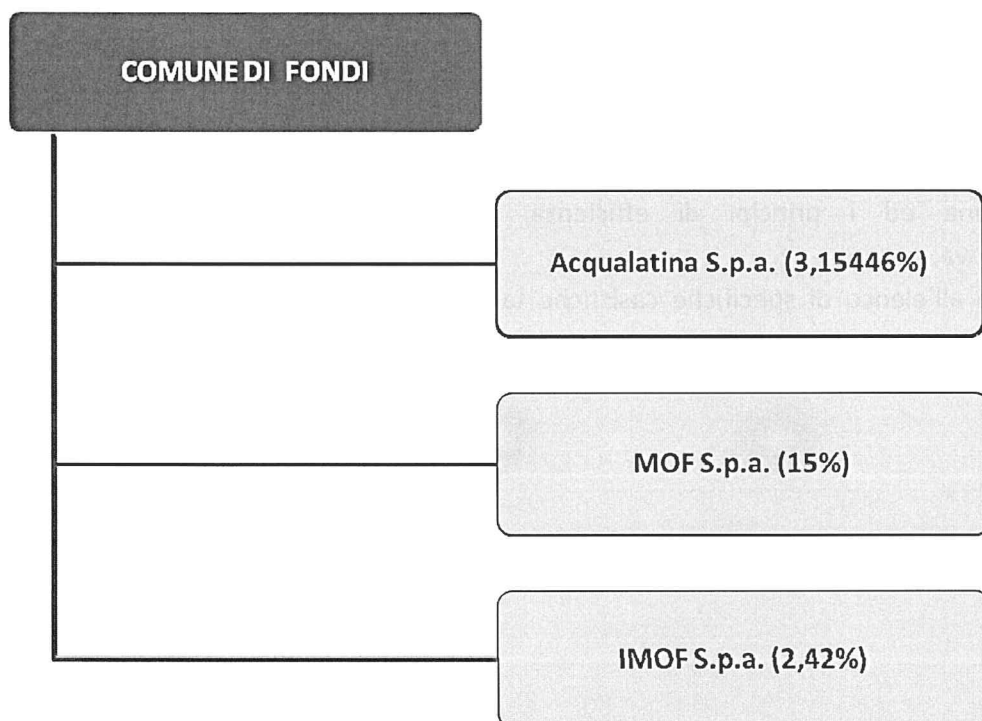 COMUNE DI FONDI
Acqualatina S.p.a. (3,15446%)
MOF S.p.a. (15%)
IMOF S.p.a. (2,42%)